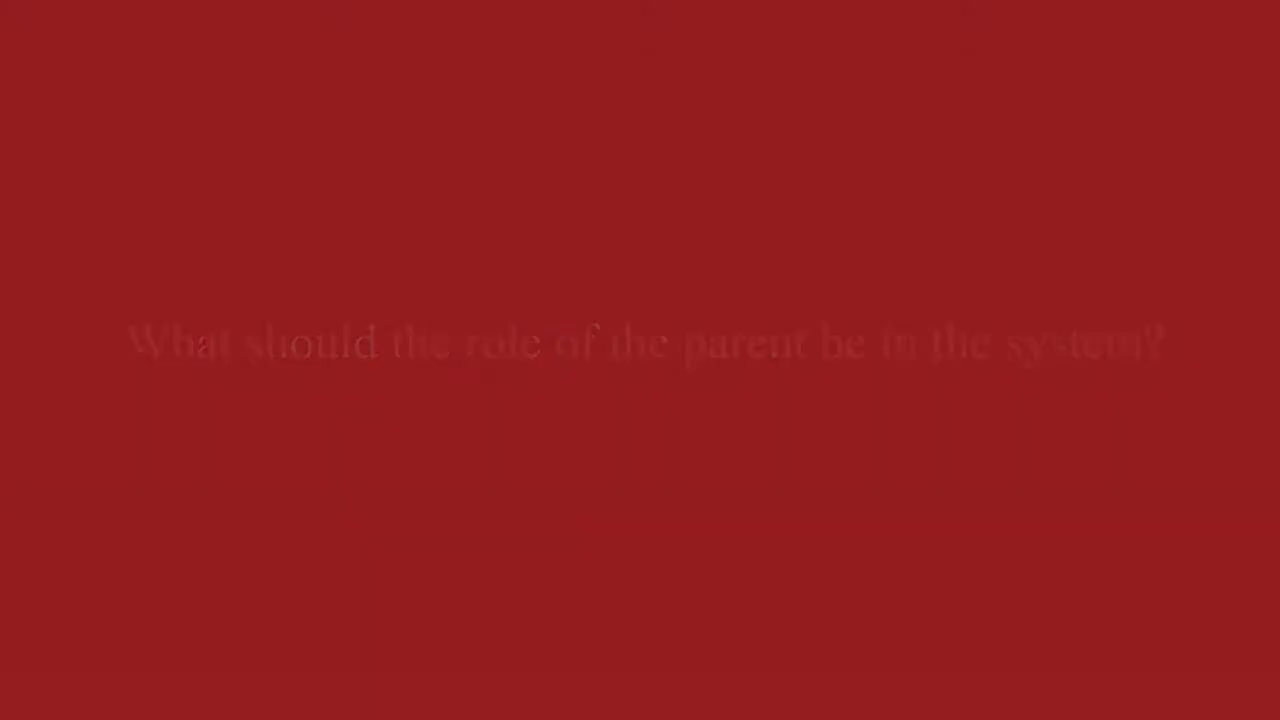 What should the role of the parent be in the system?